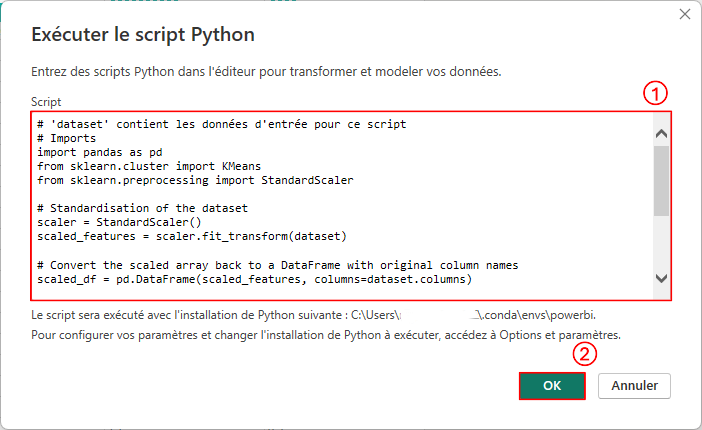 Exécuter le script Python
Entrez des scripts Python dans l'éditeur pour transformer et modeler vos données.
1
Script
# 'dataset' contient les données d'entrée pour ce script
# Imports
import pandas as pd
from sklearn.cluster import KMeans
from sklearn.preprocessing import StandardScaler
# Standardisation of the dataset
scaler = StandardScaler()
scaled_features = scaler.fit_transform(dataset)
# Convert the scaled array back to a DataFrame with original column names
scaled_df = pd.DataFrame(scaled_features, columns=dataset.columns)
Le script sera exécuté avec l'installation de Python suivante : C:\Users\ .\.conda\envs\powerbi.
Pour configurer vos paramètres et changer l'installation de Python à exécuter, accédez à Options et paramètres.
2
OK Annuler